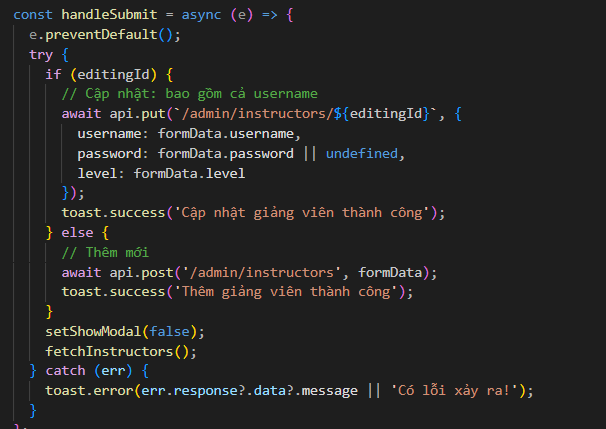 const handleSubmit = async (e) => {
e.preventDefault();
try {
if (editingId) {
// Cập nhật: bao gồm cả username
await api.put(`/admin/instructors/${editingId}`, {
username: formData.username,
password: formData.password || undefined,
level: formData.level
});
toast.success('Cập nhật giảng viên thành công');
} else {
// Thêm mới
await api.post('/admin/instructors', formData);
toast.success('Thêm giảng viên thành công');
}
setShowModal(false);
fetchInstructors();
} catch (err) {
toast.error(err.response?.data?.message || 'Có lỗi xảy ra!');
}
};